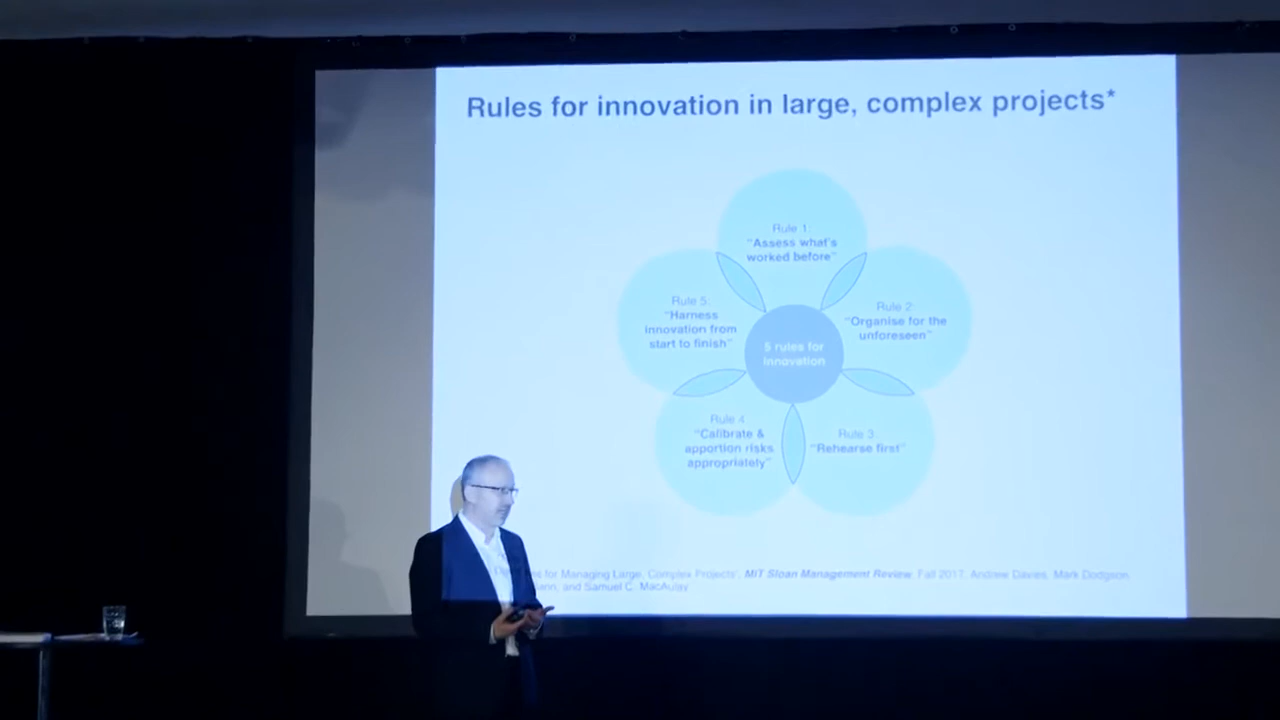 Rules for innovation in large, complex projects*
Rule 1:
"Assess what's
worked before"
Rule 2:
"Organise for the
unforeseen"
Rule 3:
"Rehearse first"
Rule 4:
"Calibrate &
apportion risks
appropriately"
Rule 5:
"Harness
innovation from
start to finish"
5 rules for
innovation
for Managing Large, Complex Projects', MIT Sloan Management Review, Fall 2017, Andrew Davies, Mark Dodgson,
and Samuel C. MacAulay